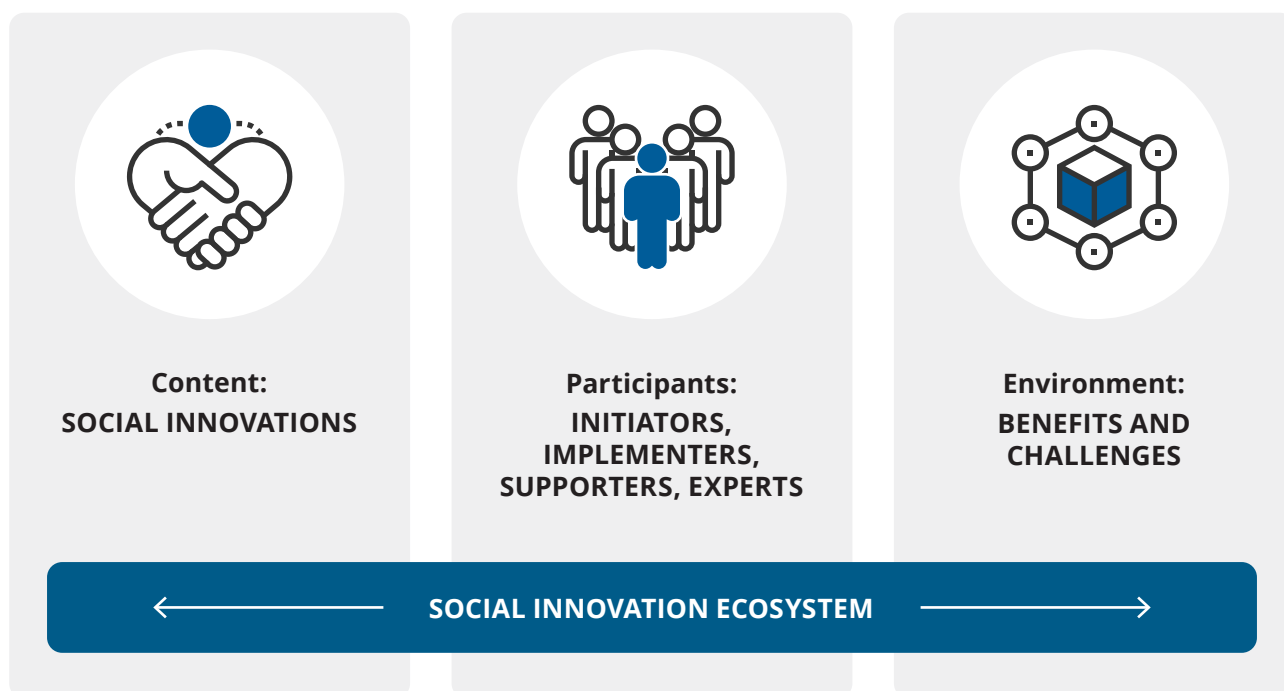 Content:
SOCIAL INNOVATIONS
Participants:
INITIATORS,
IMPLEMENTERS,
SUPPORTERS, EXPERTS
Environment:
BENEFITS AND
CHALLENGES
SOCIAL INNOVATION ECOSYSTEM